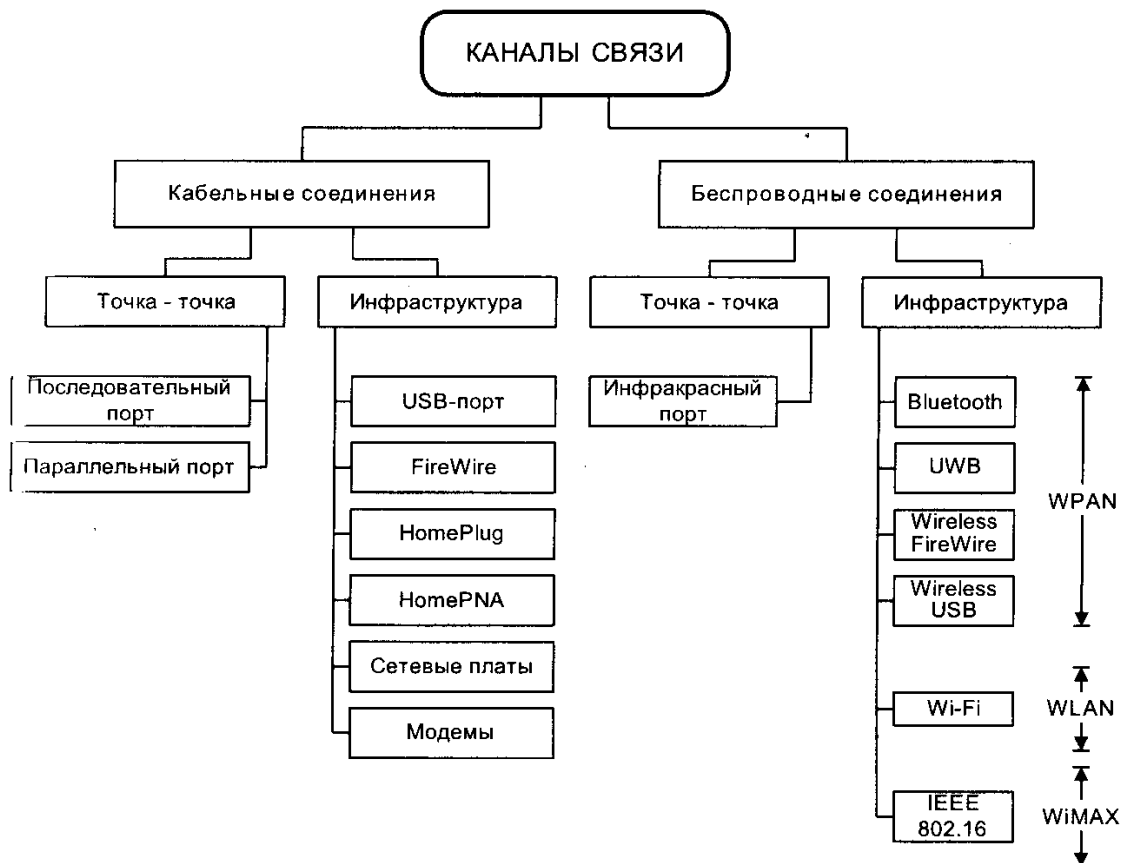 КАНАЛЫ СВЯЗИ
Кабельные соединения
Беспроводные соединения
Точка - точка
Инфраструктура
Точка - точка
Инфраструктура
Последовательный
порт
Параллельный порт
USB-порт
FireWire
HomePlug
HomePNA
Сетевые платы
Модемы
Инфракрасный
порт
Bluetooth
UWB
Wireless
FireWire
Wireless
USB
Wi-Fi
IEEE
802.16
WPAN
WLAN
WiMAX